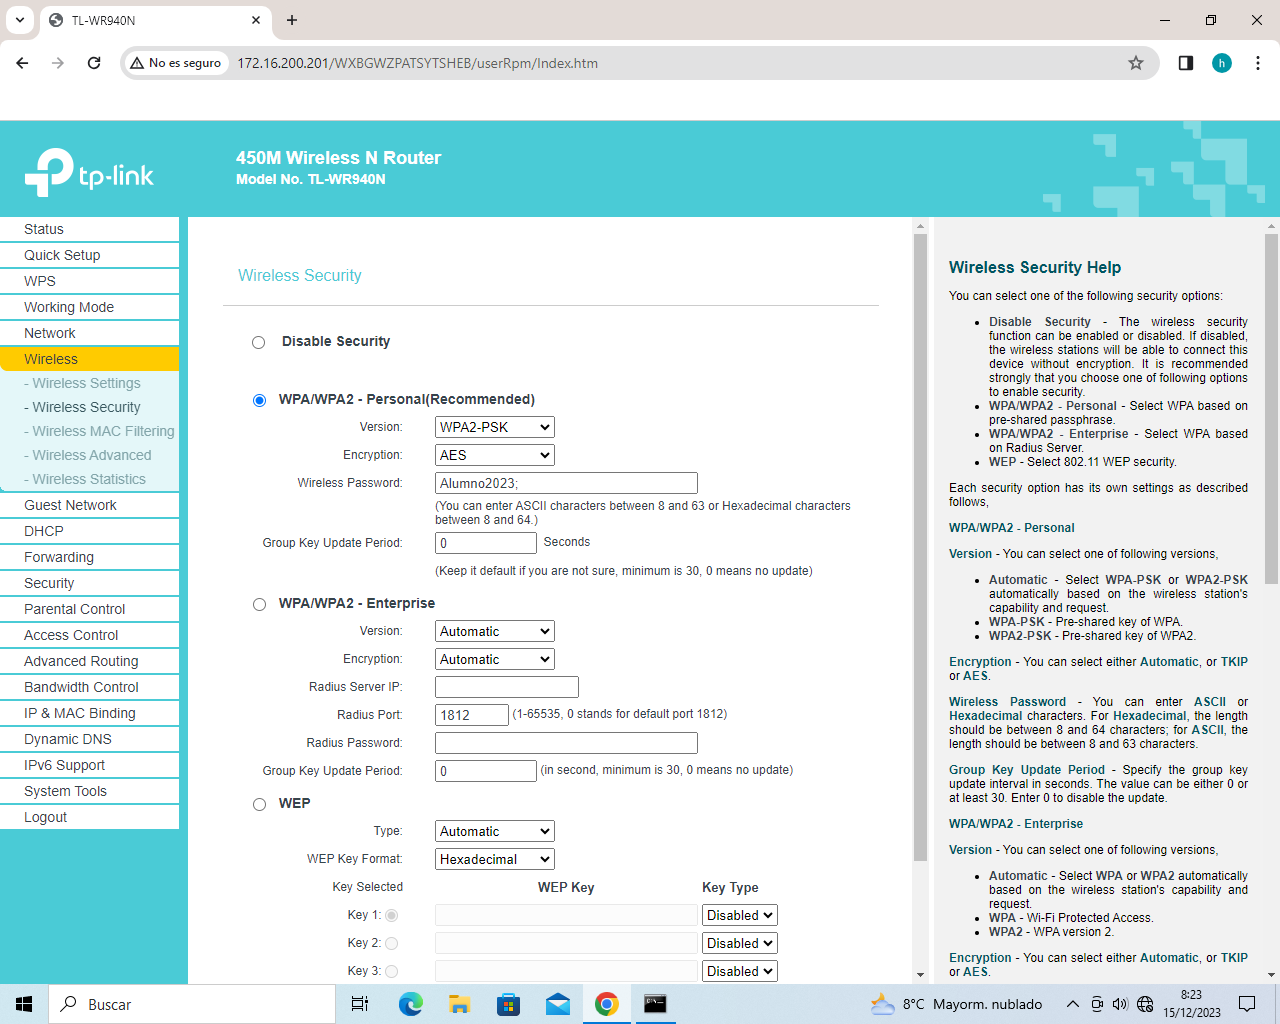 TL-WR940N
No es seguro
172.16.200.201/WXBGWZPATSYTSHEB/userRpm/Index.htm
h
tp-link
450M Wireless N Router
Model No. TL-WR940N
Status
Quick Setup
WPS
Working Mode
Network
Wireless
- Wireless Settings
- Wireless Security
- Wireless MAC Filtering
- Wireless Advanced
- Wireless Statistics
Guest Network
DHCP
Forwarding
Security
Parental Control
Access Control
Advanced Routing
Bandwidth Control
IP & MAC Binding
Dynamic DNS
IPv6 Support
System Tools
Logout
Wireless Security
Disable Security
WPA/WPA2 - Personal(Recommended)
Version: WPA2-PSK
Encryption: AES
Wireless Password: Alumno2023;
(You can enter ASCII characters between 8 and 63 or Hexadecimal characters
between 8 and 64.)
Group Key Update Period: 0 Seconds
(Keep it default if you are not sure, minimum is 30, 0 means no update)
WPA/WPA2 - Enterprise
Version: Automatic
Encryption: Automatic
Radius Server IP:
Radius Port: 1812 (1-65535, 0 stands for default port 1812)
Radius Password:
Group Key Update Period: 0 (in second, minimum is 30, 0 means no update)
WEP
Type: Automatic
WEP Key Format: Hexadecimal
Key Selected WEP Key Key Type
Key 1: Disabled
Key 2: Disabled
Key 3: Disabled
Wireless Security Help
You can select one of the following security options:
• Disable Security - The wireless security
function can be enabled or disabled. If disabled,
the wireless stations will be able to connect this
device without encryption. It is recommended
strongly that you choose one of following options
to enable security.
• WPA/WPA2 - Personal - Select WPA based on
pre-shared passphrase.
• WPA/WPA2 - Enterprise - Select WPA based
on Radius Server.
• WEP - Select 802.11 WEP security.
Each security option has its own settings as described
follows,
WPA/WPA2 - Personal
Version - You can select one of following versions,
• Automatic - Select WPA-PSK or WPA2-PSK
automatically based on the wireless station's
capability and request.
• WPA-PSK - Pre-shared key of WPA.
• WPA2-PSK - Pre-shared key of WPA2.
Encryption - You can select either Automatic, or TKIP
or AES.
Wireless Password - You can enter ASCII or
Hexadecimal characters. For Hexadecimal, the length
should be between 8 and 64 characters; for ASCII, the
length should be between 8 and 63 characters.
Group Key Update Period - Specify the group key
update interval in seconds. The value can be either 0 or
at least 30. Enter 0 to disable the update.
WPA/WPA2 - Enterprise
Version - You can select one of following versions,
• Automatic - Select WPA or WPA2 automatically
based on the wireless station's capability and
request.
• WPA - Wi-Fi Protected Access.
• WPA2 - WPA version 2.
Encryption - You can select either Automatic, or TKIP
or AES.
Buscar
8°C Mayorm. nublado
8:23
15/12/2023